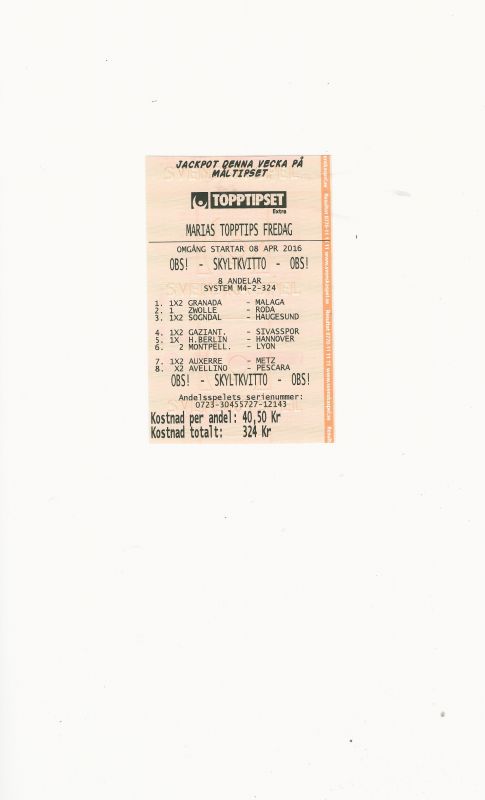 JACKPOT DENNA VECKA PÅ
MÅLTIPSET
TOPPTIPSET
Extra
MARIAS TOPPTIPS FREDAG
OMGÅNG STARTAR 08 APR 2016
OBS! - SKYLTKVITTO - OBS!
8 ANDELAR
SYSTEM M4-2-324
1. 1X2 GRANADA - MALAGA
2. 1 ZWOLLE - RODA
3. 1X2 SOGNDAL - HAUGESUND
4. 1X2 GAZIANT. - SIVASSPOR
5. 1X H.BERLIN - HANNOVER
6. 2 MONTPELL. - LYON
7. 1X2 AUXERRE - METZ
8. X2 AVELLINO - PESCARA
OBS! - SKYLTKVITTO - OBS!
Andelsspelets serienummer:
0723-30455727-12143
Kostnad per andel: 40,50 Kr
Kostnad totalt: 324 Kr